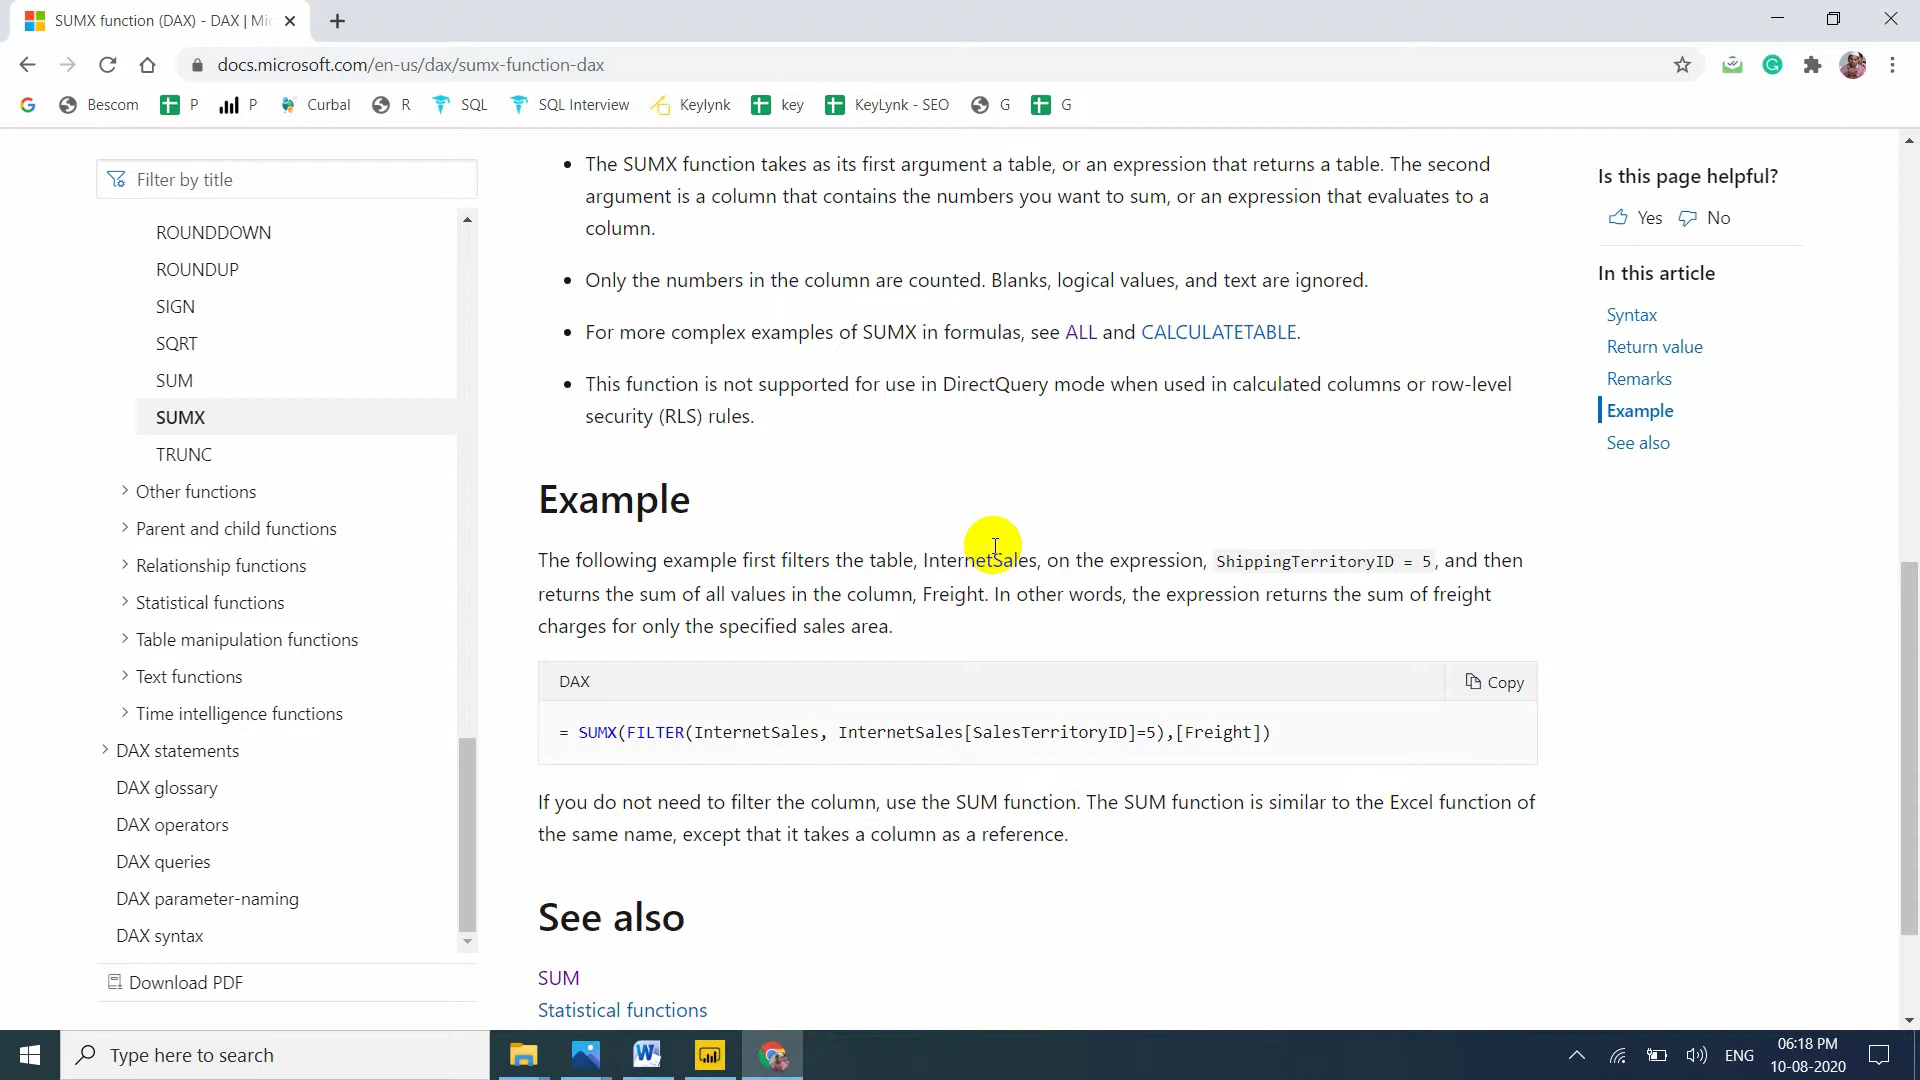 SUMX function (DAX) - DAX | Mic
docs.microsoft.com/en-us/dax/sumx-function-dax
Bescom P P Curbal R SQL SQL Interview Keylynk key KeyLynk - SEO G G
Filter by title
ROUNDDOWN
ROUNDUP
SIGN
SQRT
SUM
SUMX
TRUNC
Other functions
Parent and child functions
Relationship functions
Statistical functions
Table manipulation functions
Text functions
Time intelligence functions
DAX statements
DAX glossary
DAX operators
DAX queries
DAX parameter-naming
DAX syntax
Download PDF
• The SUMX function takes as its first argument a table, or an expression that returns a table. The second
argument is a column that contains the numbers you want to sum, or an expression that evaluates to a
column.
• Only the numbers in the column are counted. Blanks, logical values, and text are ignored.
• For more complex examples of SUMX in formulas, see ALL and CALCULATETABLE.
• This function is not supported for use in DirectQuery mode when used in calculated columns or row-level
security (RLS) rules.
Example
The following example first filters the table, InternetSales, on the expression, ShippingTerritoryID = 5, and then
returns the sum of all values in the column, Freight. In other words, the expression returns the sum of freight
charges for only the specified sales area.
DAX
Copy
= SUMX(FILTER(InternetSales, InternetSales[SalesTerritoryID]=5),[Freight])
If you do not need to filter the column, use the SUM function. The SUM function is similar to the Excel function of
the same name, except that it takes a column as a reference.
See also
SUM
Statistical functions
Is this page helpful?
Yes No
In this article
Syntax
Return value
Remarks
Example
See also
Type here to search
ENG
06:18 PM
10-08-2020